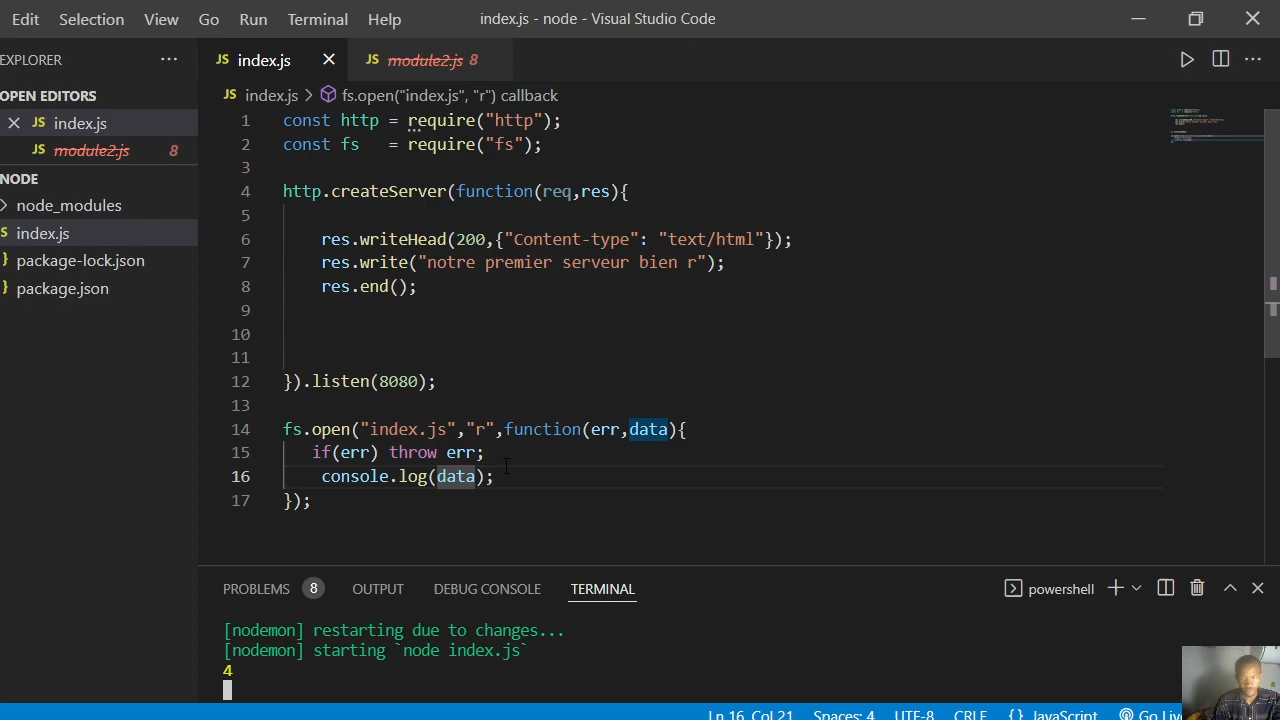 Edit Selection View Go Run Terminal Help index.js - node - Visual Studio Code
EXPLORER ···
JS index.js
JS module2.js 8
OPEN EDITORS
JS index.js
JS module2.js 8
NODE
node_modules
index.js
package-lock.json
package.json
JS index.js > fs.open("index.js", "r") callback
1 const http = require("http");
2 const fs = require("fs");
3
4 http.createServer(function(req,res){
5
6 res.writeHead(200,{"Content-type": "text/html"});
7 res.write("notre premier serveur bien r");
8 res.end();
9
10
11
12 }).listen(8080);
13
14 fs.open("index.js","r",function(err,data){
15 if(err) throw err;
16 console.log(data);
17 });
PROBLEMS 8 OUTPUT DEBUG CONSOLE TERMINAL powershell
[nodemon] restarting due to changes...
[nodemon] starting `node index.js`
4
Ln 16, Col 21 Spaces: 4 UTF-8 CRLF {} JavaScript Go Live